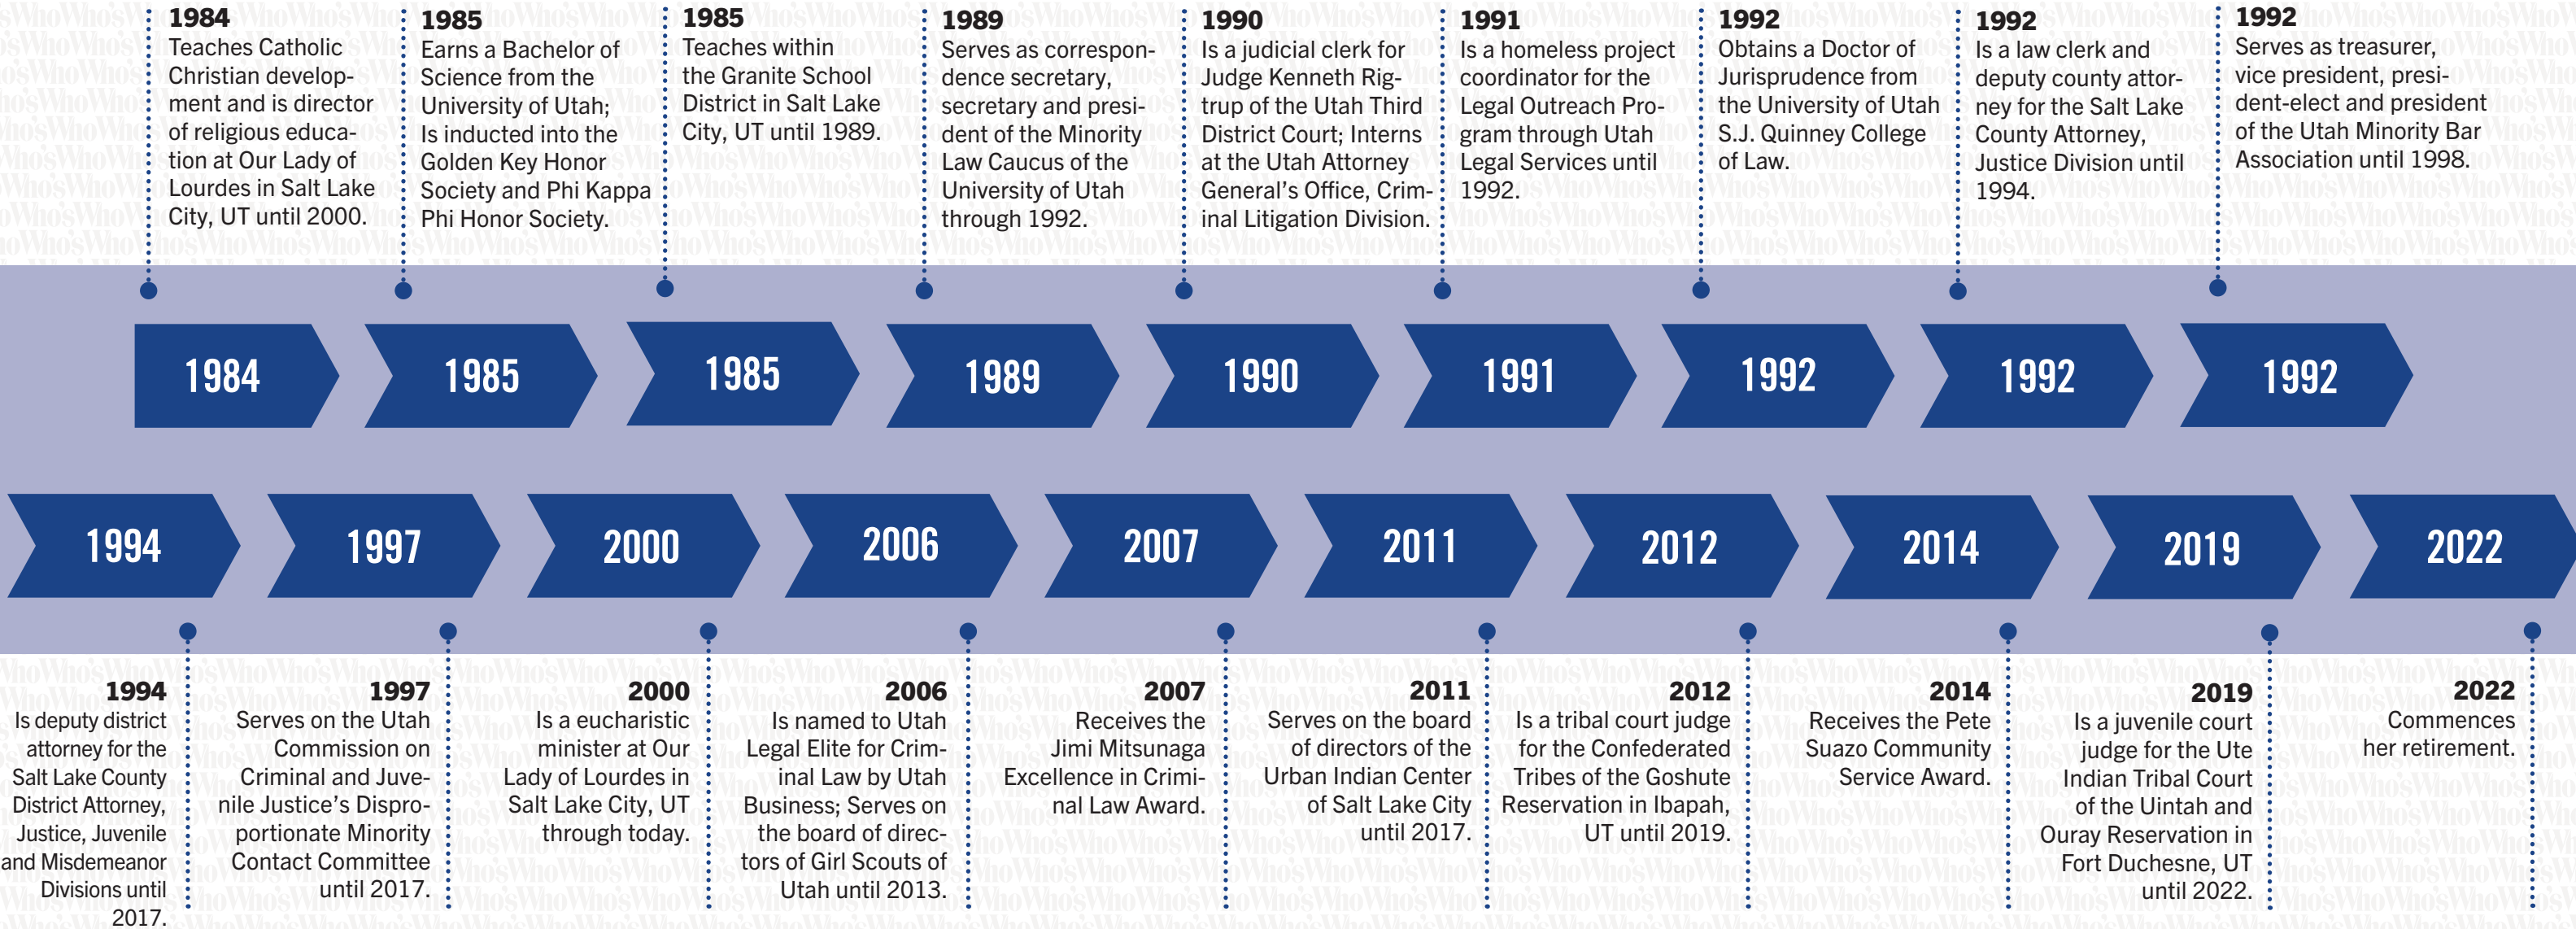 1984
Teaches Catholic
Christian develop-
ment and is director
of religious educa-
tion at Our Lady of
Lourdes in Salt Lake
City, UT until 2000.
1985
Earns a Bachelor of
Science from the
University of Utah;
Is inducted into the
Golden Key Honor
Society and Phi Kappa
Phi Honor Society.
1985
Teaches within
the Granite School
District in Salt Lake
City, UT until 1989.
1989
Serves as correspon-
dence secretary,
secretary and presi-
dent of the Minority
Law Caucus of the
University of Utah
through 1992.
1990
Is a judicial clerk for
Judge Kenneth Rig-
trup of the Utah Third
District Court; Interns
at the Utah Attorney
General's Office, Crim-
inal Litigation Division.
1991
Is a homeless project
coordinator for the
Legal Outreach Pro-
gram through Utah
Legal Services until
1992.
1992
Obtains a Doctor of
Jurisprudence from
the University of Utah
S.J. Quinney College
of Law.
1992
Is a law clerk and
deputy county attor-
ney for the Salt Lake
County Attorney,
Justice Division until
1994.
1992
Serves as treasurer,
vice president, presi-
dent-elect and president
of the Utah Minority Bar
Association until 1998.
1984
1985
1985
1989
1990
1991
1992
1992
1992
1994
1997
2000
2006
2007
2011
2012
2014
2019
2022
1994
Is deputy district
attorney for the
Salt Lake County
District Attorney,
Justice, Juvenile
and Misdemeanor
Divisions until
2017.
1997
Serves on the Utah
Commission on
Criminal and Juve-
nile Justice's Dispro-
portionate Minority
Contact Committee
until 2017.
2000
Is a eucharistic
minister at Our
Lady of Lourdes in
Salt Lake City, UT
through today.
2006
Is named to Utah
Legal Elite for Crim-
inal Law by Utah
Business; Serves on
the board of direc-
tors of Girl Scouts of
Utah until 2013.
2007
Receives the
Jimi Mitsunaga
Excellence in Crimi-
nal Law Award.
2011
Serves on the board
of directors of the
Urban Indian Center
of Salt Lake City
until 2017.
2012
Is a tribal court judge
for the Confederated
Tribes of the Goshute
Reservation in Ibapah,
UT until 2019.
2014
Receives the Pete
Suazo Community
Service Award.
2019
Is a juvenile court
judge for the Ute
Indian Tribal Court
of the Uintah and
Ouray Reservation in
Fort Duchesne, UT
until 2022.
2022
Commences
her retirement.